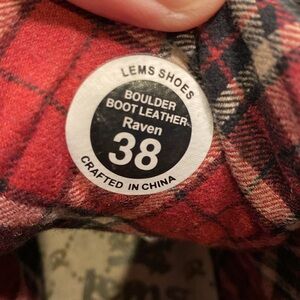 LEMS SHOES
BOULDER
BOOT LEATHER
Raven
38
CRAFTED IN CHINA